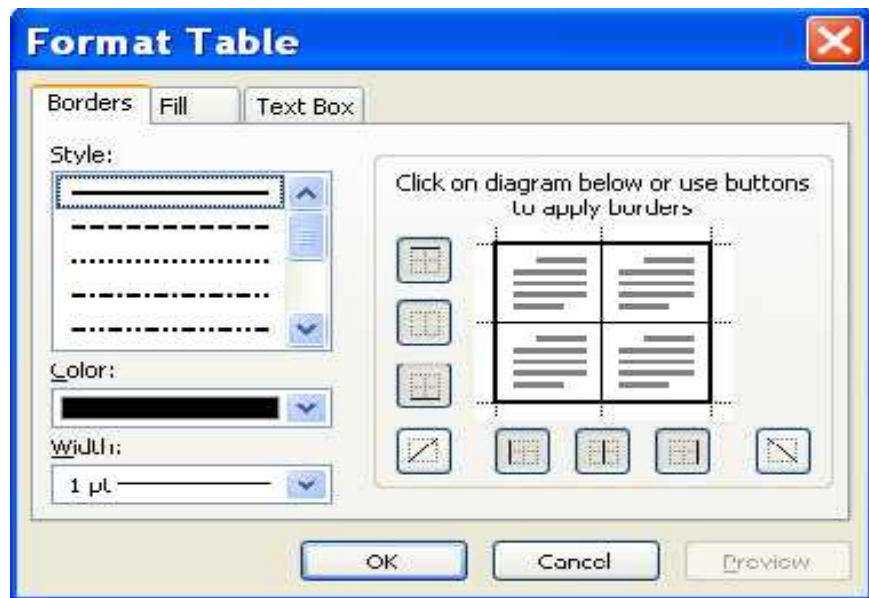 Format Table
Borders
Fill
Text Box
Style:
Click on diagram below or use buttons
to apply borders
Color:
Width:
1 pt
OK
Cancel
Preview